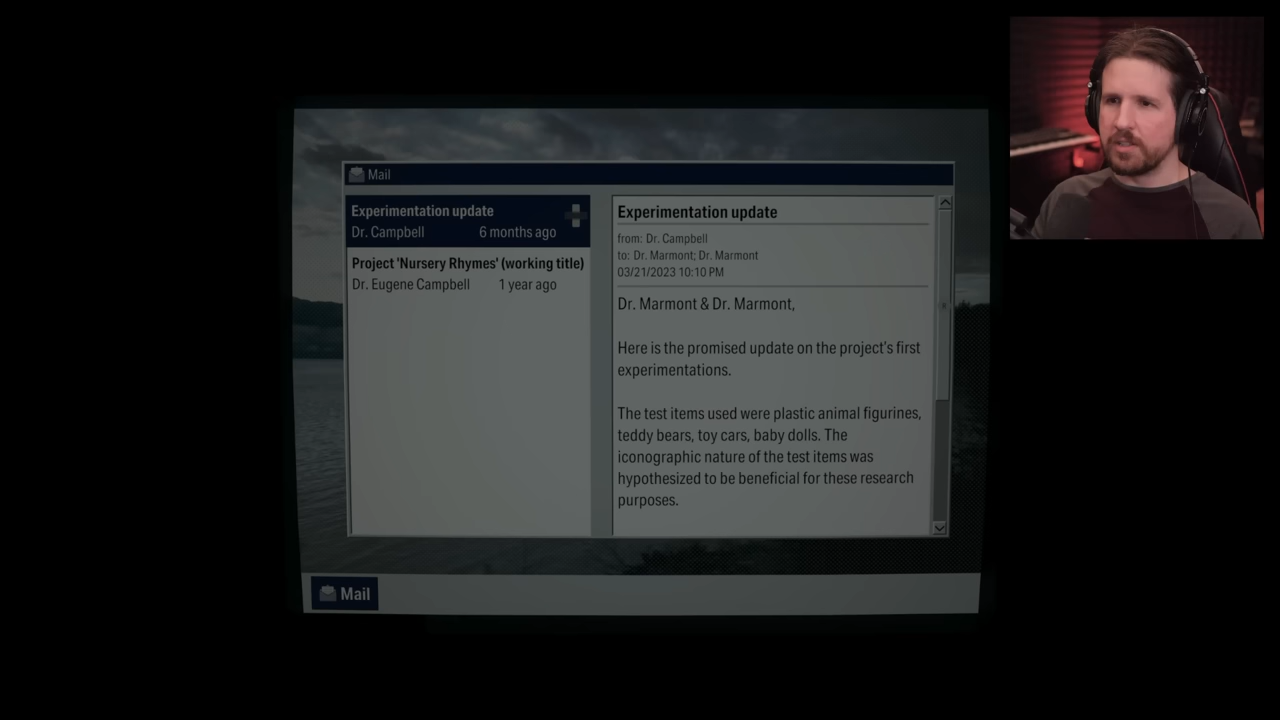 Mail
Experimentation update
Dr. Campbell 6 months ago
Project 'Nursery Rhymes' (working title)
Dr. Eugene Campbell 1 year ago
Experimentation update
from: Dr. Campbell
to: Dr. Marmont; Dr. Marmont
03/21/2023 10:10 PM
Dr. Marmont & Dr. Marmont,
Here is the promised update on the project's first
experimentations.
The test items used were plastic animal figurines,
teddy bears, toy cars, baby dolls. The
iconographic nature of the test items was
hypothesized to be beneficial for these research
purposes.
Mail